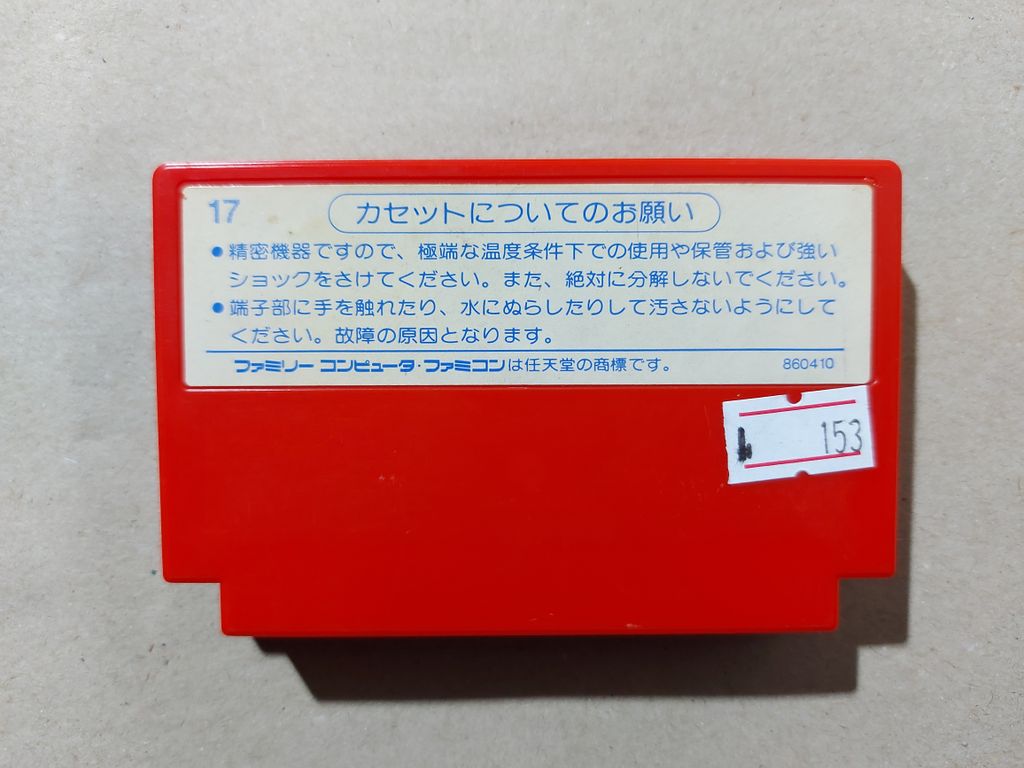 17
カセットについてのお願い
●精密機器ですので、極端な温度条件下での使用や保管および強い
ショックをさけてください。また、絶対に分解しないでください。
●端子部に手を触れたり、水にぬらしたりして汚さないようにして
ください。故障の原因となります。
ファミリー コンピュータ・ファミコンは任天堂の商標です。 860410
153